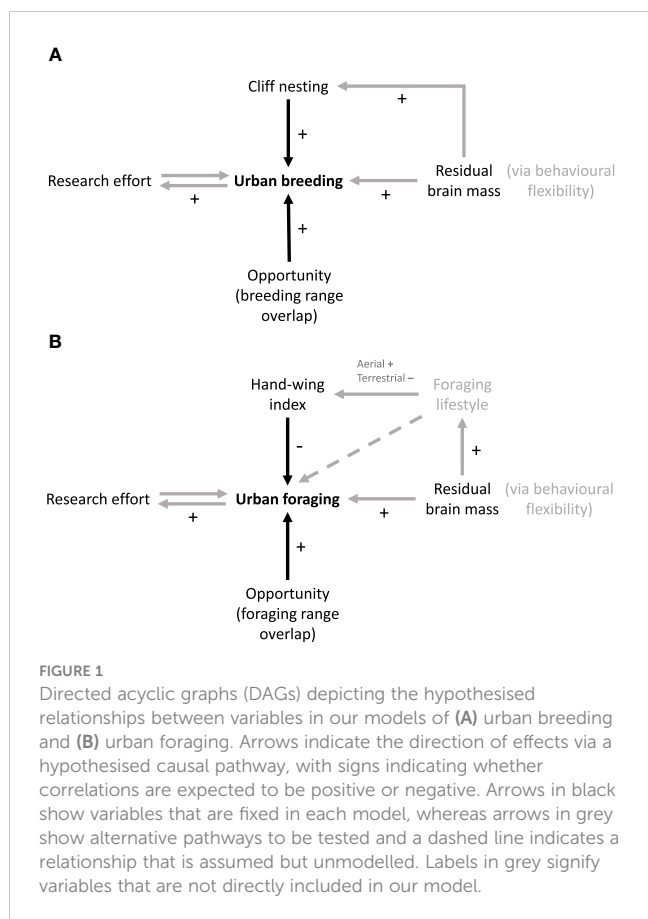 A
Cliff nesting
+
+
Research effort
Urban breeding
Residual
brain mass
(via behavioural
flexibility)
+
+
+
Opportunity
(breeding range
overlap)
B
Aerial +
Terrestrial –
Hand-wing
index
Foraging
lifestyle
-
+
Research effort
Urban foraging
Residual
brain mass
(via behavioural
flexibility)
+
+
+
Opportunity
(foraging range
overlap)
FIGURE 1
Directed acyclic graphs (DAGs) depicting the hypothesised
relationships between variables in our models of (A) urban breeding
and (B) urban foraging. Arrows indicate the direction of effects via a
hypothesised causal pathway, with signs indicating whether
correlations are expected to be positive or negative. Arrows in black
show variables that are fixed in each model, whereas arrows in grey
show alternative pathways to be tested and a dashed line indicates a
relationship that is assumed but unmodelled. Labels in grey signify
variables that are not directly included in our model.